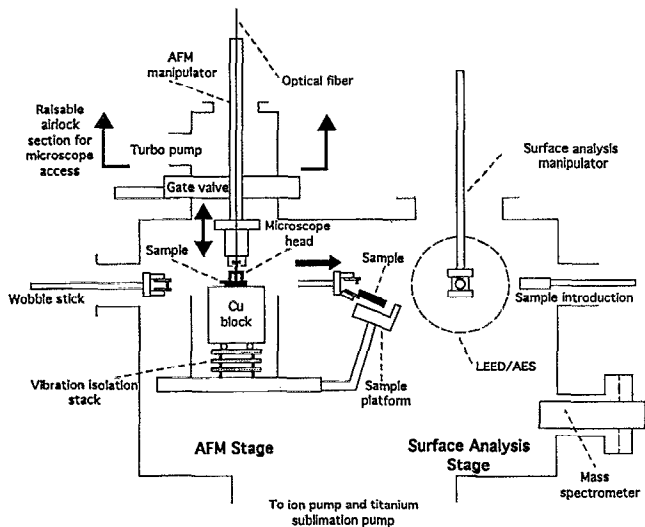 AFM
manipulator
Optical fiber
Raisable
airlock
section for
microscope
access
Turbo pump
Surface analysis
manipulator
Gate valve
Microscope
head
Sample
Sample
Wobble stick
Cu
block
Sample introduction
LEED/AES
Vibration isolation
stack
Sample
platform
AFM Stage
Surface Analysis
Stage
Mass
spectrometer
To ion pump and titanium
sublimation pump